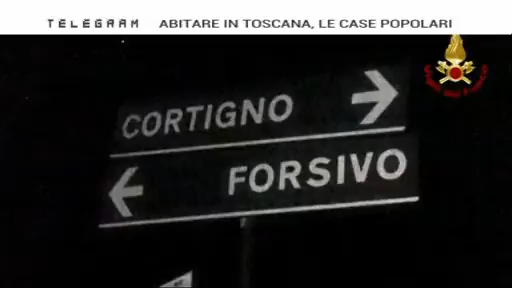 TELEGRAM ABITARE IN TOSCANA, LE CASE POPOLARI
CORTIGNO
FORSIVO